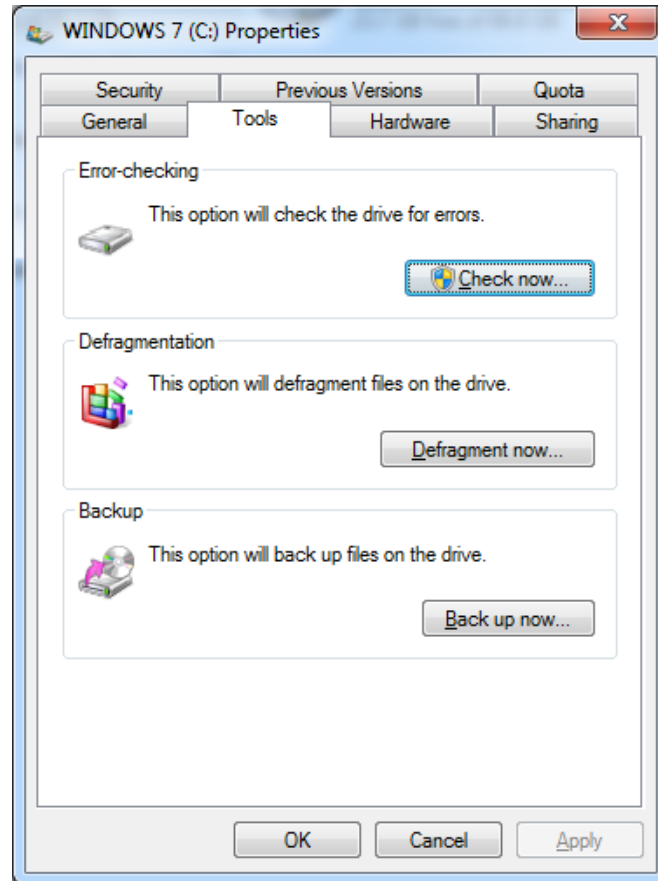 WINDOWS 7 (C:) Properties
Security Previous Versions Quota
General Tools Hardware Sharing
Error-checking
This option will check the drive for errors.
Check now...
Defragmentation
This option will defragment files on the drive.
Defragment now...
Backup
This option will back up files on the drive.
Back up now...
OK Cancel Apply